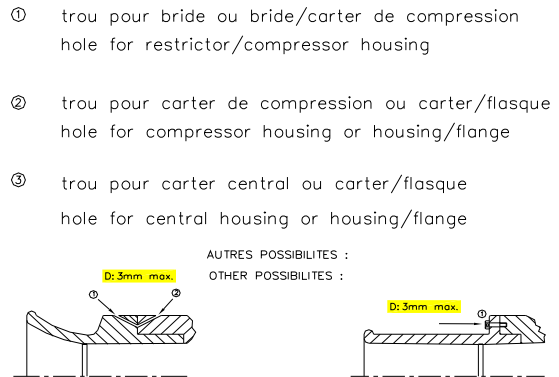 ① trou pour bride ou bride/carter de compression
hole for restrictor/compressor housing
② trou pour carter de compression ou carter/flasque
hole for compressor housing or housing/flange
③ trou pour carter central ou carter/flasque
hole for central housing or housing/flange
AUTRES POSSIBILITES :
OTHER POSSIBILITES :
D: 3mm max.
① ②
D: 3mm max.
①